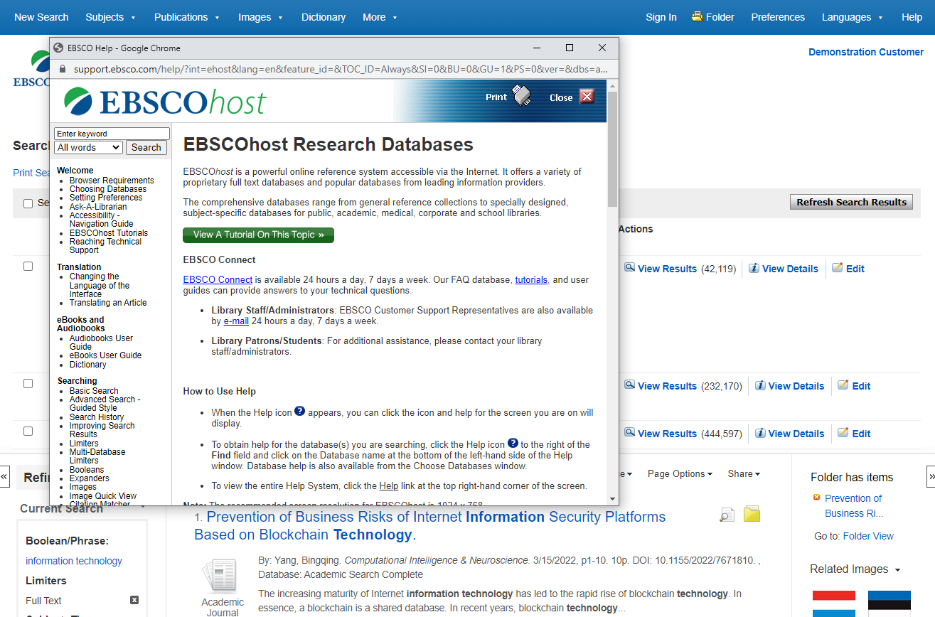 New Search Subjects Publications Images Dictionary More Sign In Folder Preferences Languages Help
Demonstration Customer
EBSCO Help - Google Chrome
support.ebsco.com/help/?int=ehost&lang=en&feature_id=&TOC_ID=Always&SI=0&BU=0&GU=1&PS=0&ver=&dbs=a...
EBSCOhost
Print Close
Enter keyword
All words Search
Welcome
Browser Requirements
Choosing Databases
Setting Preferences
Ask-A-Librarian
Accessibility -
Navigation Guide
EBSCOhost Tutorials
Reaching Technical
Support
Translation
Changing the
Language of the
Interface
Translating an Article
eBooks and
Audiobooks
Audiobooks User
Guide
eBooks User Guide
Dictionary
Searching
Basic Search
Advanced Search -
Guided Style
Search History
Improving Search
Results
Limiters
Multi-Database
Limiters
Booleans
Expanders
Images
Image Quick View
Citation Matcher
EBSCOhost Research Databases
EBSCOhost is a powerful online reference system accessible via the Internet. It offers a variety of
proprietary full text databases and popular databases from leading information providers.
The comprehensive databases range from general reference collections to specially designed,
subject-specific databases for public, academic, medical, corporate and school libraries.
View A Tutorial On This Topic »
EBSCO Connect
EBSCO Connect is available 24 hours a day, 7 days a week. Our FAQ database, tutorials, and user
guides can provide answers to your technical questions.
Library Staff/Administrators: EBSCO Customer Support Representatives are also available
by e-mail 24 hours a day, 7 days a week.
Library Patrons/Students: For additional assistance, please contact your library
staff/administrators.
How to Use Help
When the Help icon ? appears, you can click the icon and help for the screen you are on will
display.
To obtain help for the database(s) you are searching, click the Help icon ? to the right of the
Find field and click on the Database name at the bottom of the left-hand side of the Help
window. Database help is also available from the Choose Databases window.
To view the entire Help System, click the Help link at the top right-hand corner of the screen.
Note: The recommended screen resolution for EBSCOhost is 1024 x 768.
EBSC
Searc
Print Sea
Se
Refresh Search Results
Actions
View Results (42,119) View Details Edit
View Results (232,170) View Details Edit
View Results (444,597) View Details Edit
«
Refi
Current Search
Boolean/Phrase:
information technology
Limiters
Full Text
e Page Options Share
»
1. Prevention of Business Risks of Internet Information Security Platforms
Based on Blockchain Technology.
Academic
Journal
By: Yang, Bingqing. Computational Intelligence & Neuroscience. 3/15/2022, p1-10. 10p. DOI: 10.1155/2022/7671810. ,
Database: Academic Search Complete
The increasing maturity of Internet information technology has led to the rapid rise of blockchain technology. In
essence, a blockchain is a shared database. In recent years, blockchain technology...
Folder has items
Prevention of
Business Ri...
Go to: Folder View
Related Images